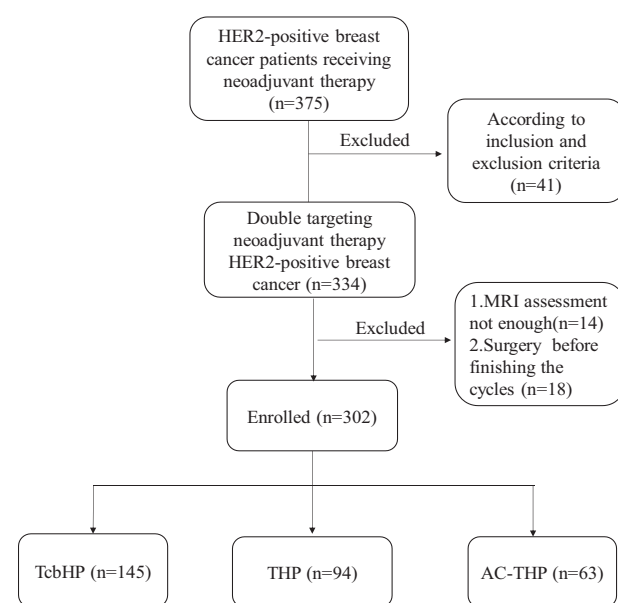 HER2-positive breast
cancer patients receiving
neoadjuvant therapy
(n=375)
Excluded
According to
inclusion and
exclusion criteria
(n=41)
Double targeting
neoadjuvant therapy
HER2-positive breast
cancer (n=334)
Excluded
1.MRI assessment
not enough(n=14)
2.Surgery before
finishing the
cycles (n=18)
Enrolled (n=302)
TcbHP (n=145)
THP (n=94)
AC-THP (n=63)